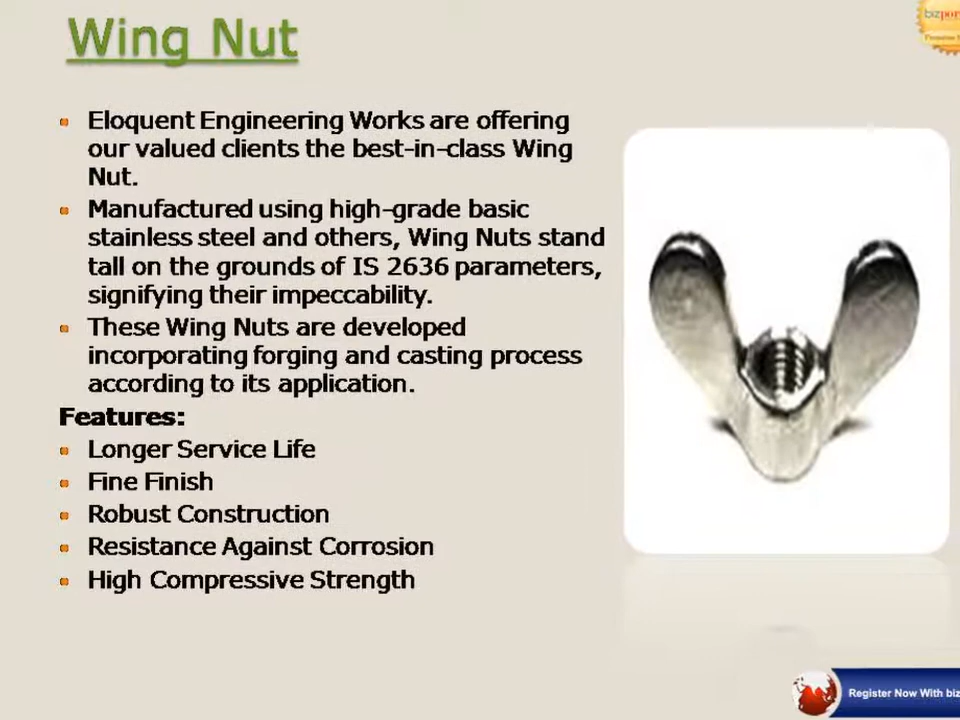 Wing Nut
Eloquent Engineering Works are offering
our valued clients the best-in-class Wing
Nut.
Manufactured using high-grade basic
stainless steel and others, Wing Nuts stand
tall on the grounds of IS 2636 parameters,
signifying their impeccability.
These Wing Nuts are developed
incorporating forging and casting process
according to its application.
Features:
Longer Service Life
Fine Finish
Robust Construction
Resistance Against Corrosion
High Compressive Strength
Register Now With biz